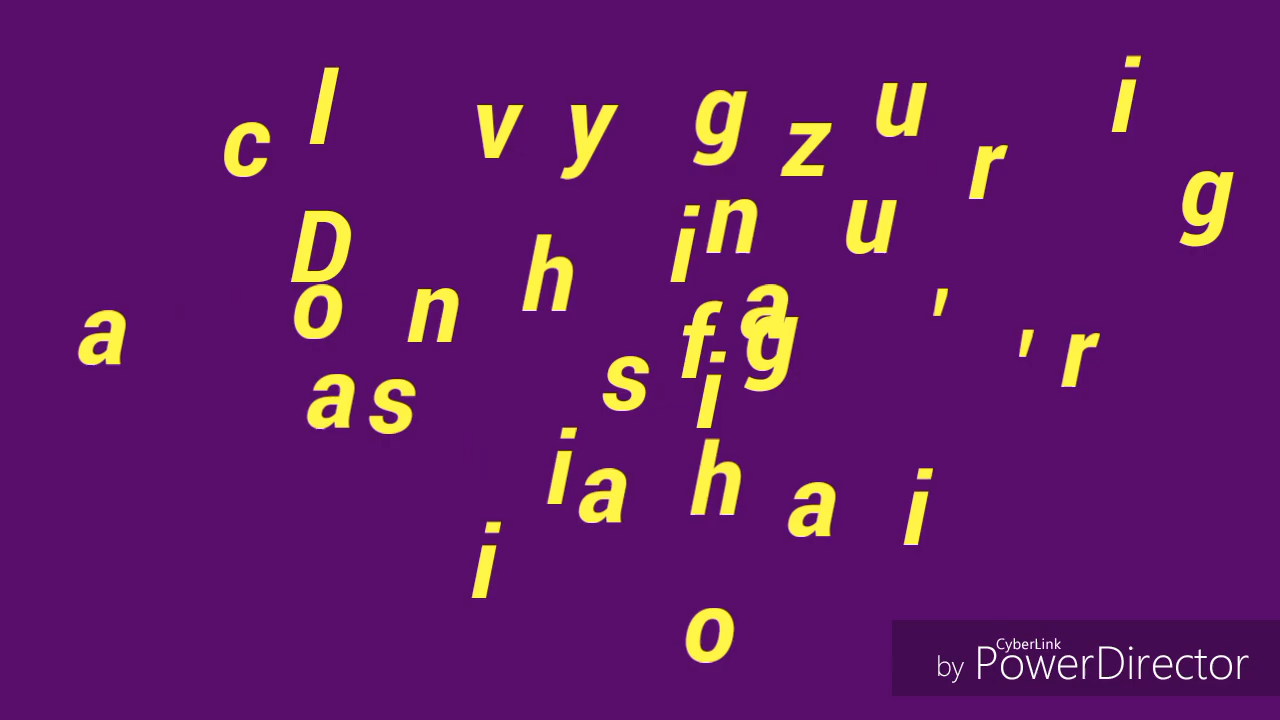 c l v y g z u r i g
D h i n u
a o n f a g ' ' r
a s s i
i a h a i
i
o
CyberLink
by PowerDirector